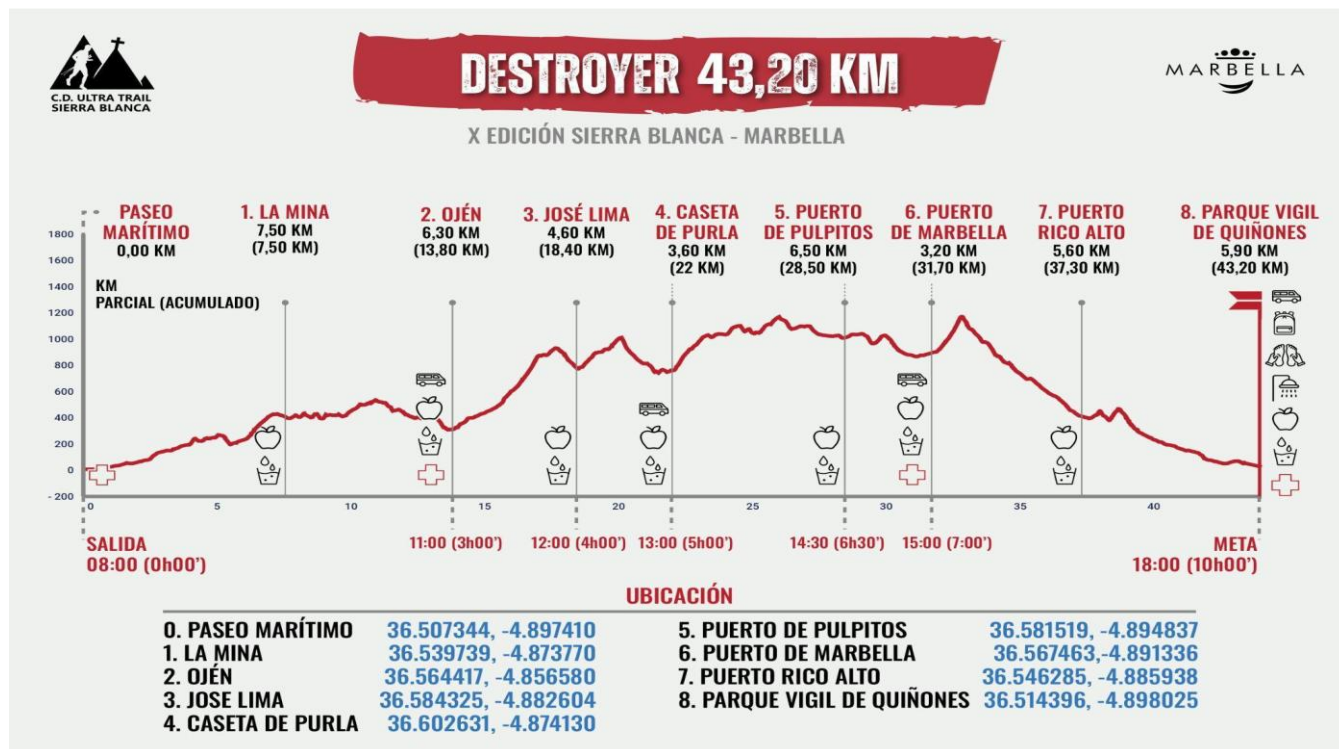 C.D. ULTRA TRAIL
SIERRA BLANCA
DESTROYER 43,20 KM
MARBELLA
X EDICIÓN SIERRA BLANCA - MARBELLA
PASEO
MARÍTIMO
0,00 KM
1. LA MINA
7,50 KM
(7,50 KM)
2. OJÉN
6,30 KM
(13,80 KM)
3. JOSÉ LIMA
4,60 KM
(18,40 KM)
4. CASETA
DE PURLA
3,60 KM
(22 KM)
5. PUERTO
DE PULPITOS
6,50 KM
(28,50 KM)
6. PUERTO
DE MARBELLA
3,20 KM
(31,70 KM)
7. PUERTO
RICO ALTO
5,60 KM
(37,30 KM)
8. PARQUE VIGIL
DE QUIÑONES
5,90 KM
(43,20 KM)
KM
PARCIAL (ACUMULADO)
1800
1600
1400
1200
1000
800
600
400
200
0
-200
0 5 10 15 20 25 30 35 40
SALIDA
08:00 (0h00')
11:00 (3h00')
12:00 (4h00')
13:00 (5h00')
14:30 (6h30')
15:00 (7:00')
META
18:00 (10h00')
UBICACIÓN
0. PASEO MARÍTIMO 36.507344, -4.897410
1. LA MINA 36.539739, -4.873770
2. OJÉN 36.564417, -4.856580
3. JOSE LIMA 36.584325, -4.882604
4. CASETA DE PURLA 36.602631, -4.874130
5. PUERTO DE PULPITOS 36.581519, -4.894837
6. PUERTO DE MARBELLA 36.567463,-4.891336
7. PUERTO RICO ALTO 36.546285, -4.885938
8. PARQUE VIGIL DE QUIÑONES 36.514396, -4.898025